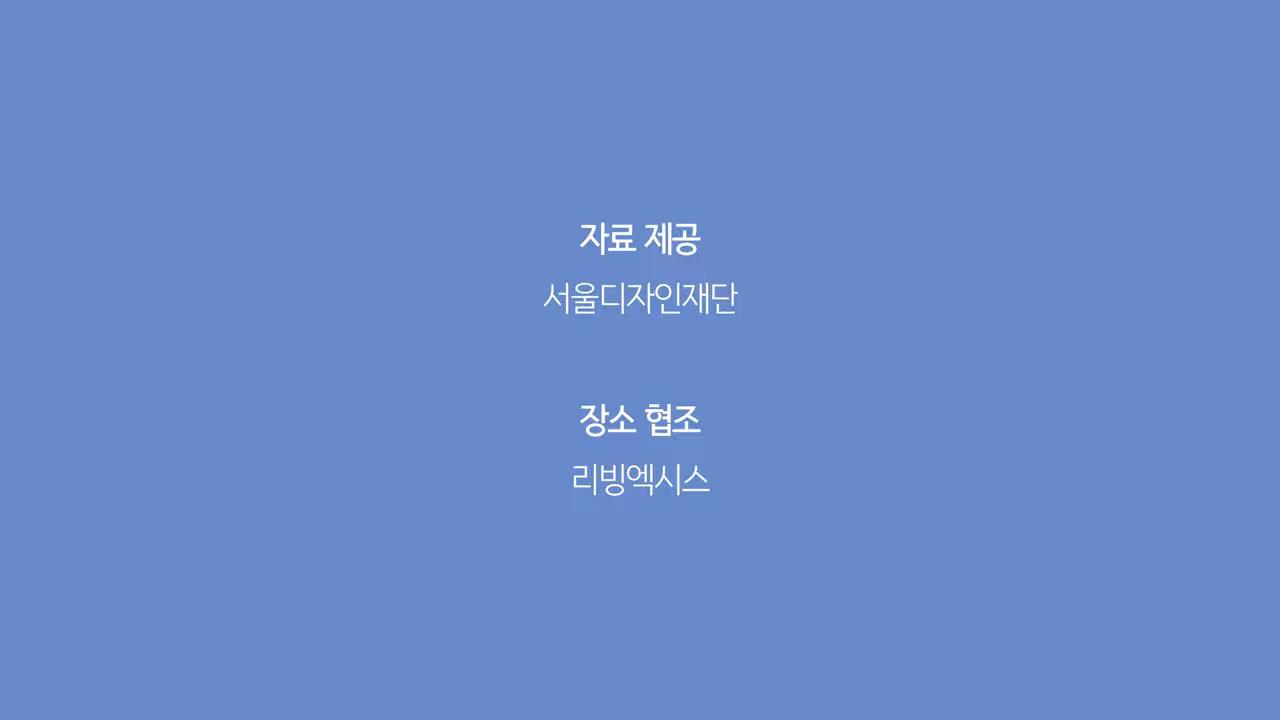 자료 제공
서울디자인재단
장소 협조
리빙엑시스